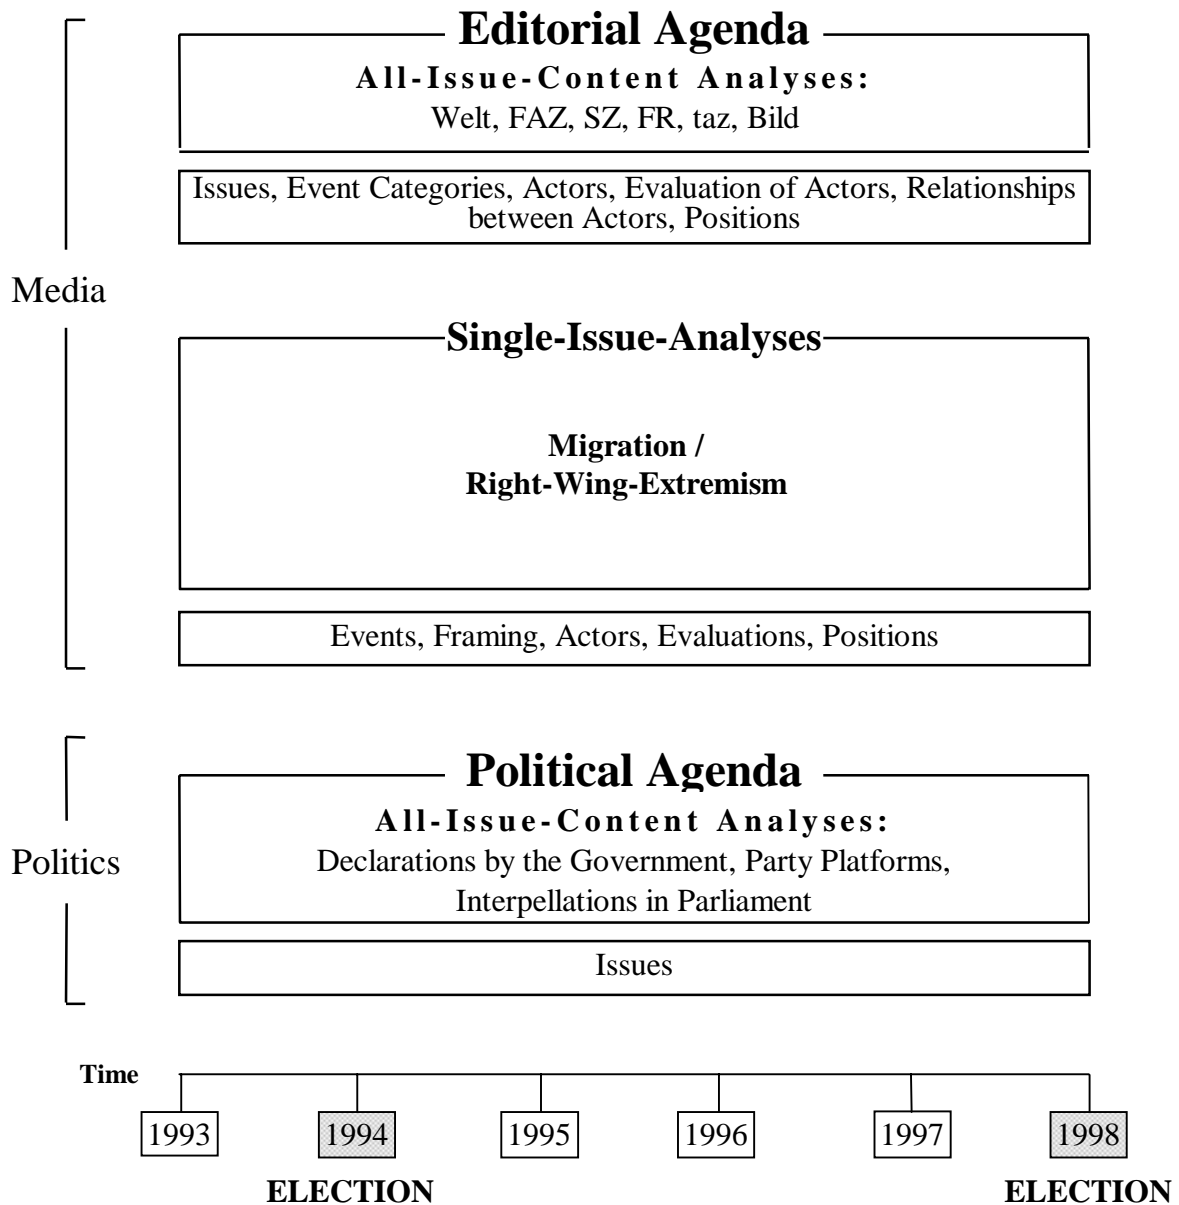 Editorial Agenda
All-Issue-Content Analyses:
Welt, FAZ, SZ, FR, taz, Bild
Issues, Event Categories, Actors, Evaluation of Actors, Relationships
between Actors, Positions
Media
Single-Issue-Analyses
Migration /
Right-Wing-Extremism
Events, Framing, Actors, Evaluations, Positions
Political Agenda
All-Issue-Content Analyses:
Declarations by the Government, Party Platforms,
Politics
Interpellations in Parliament
Issues
Time
1993 1994 1995 1996 1997 1998
ELECTION ELECTION